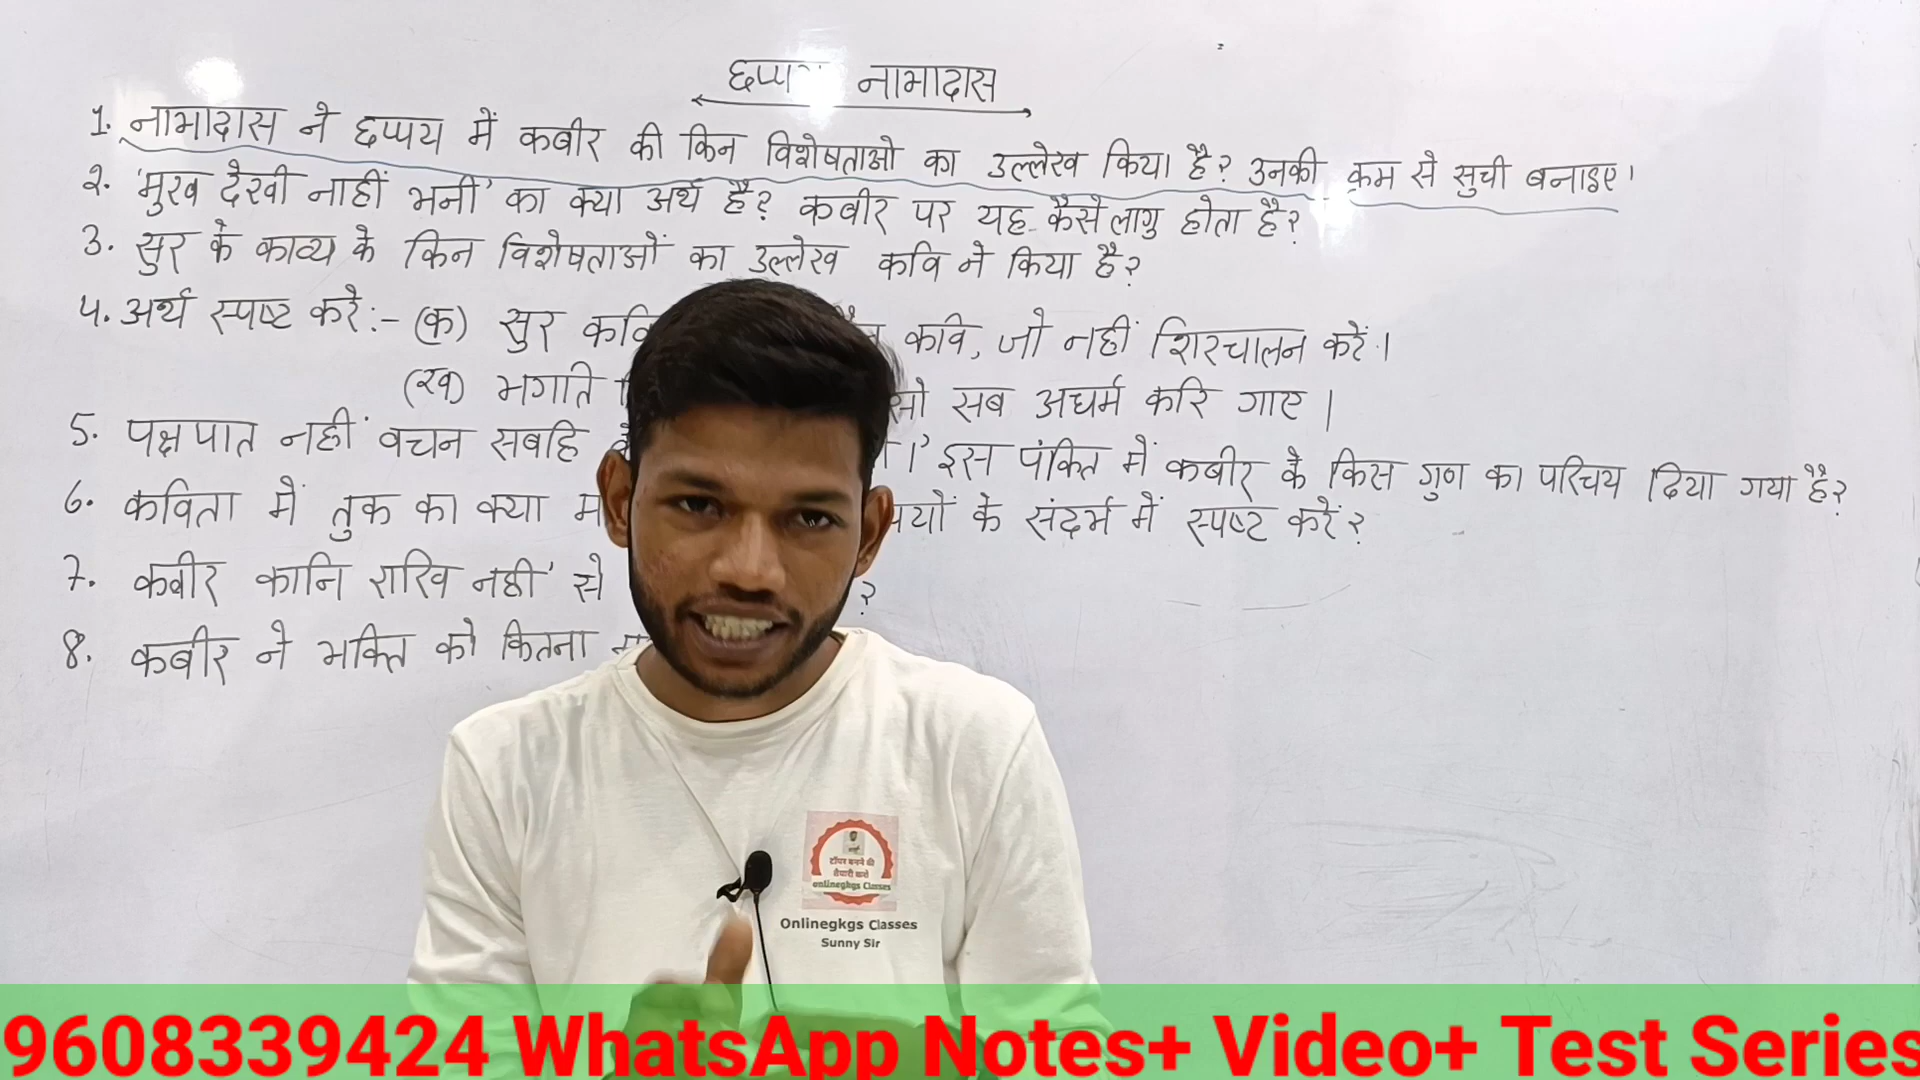 नाभादास
1. नाभादास ने छप्पय में कबीर की किन विशेषताओ का उल्लेख किया है? उनकी क्रम से सुची बनाइए।
2. 'मुख देखी नाहीं भनी' का क्या अर्थ है? कबीर पर यह कैसे लागु होता है?
3. सुर के काव्य के किन विशेषताओं का उल्लेख कवि ने किया है?
4. अर्थ स्पष्ट करें:- (क) सुर कवि कवि, जो नहीं शिरचालन करें।
(ख) भगति सो सब अधर्म करि गाए।
5. पक्षपात नहीं वचन सबहि इस पंक्ति में कबीर के किस गुण का परिचय दिया गया है?
6. कविता में तुक का क्या के संदर्भ में स्पष्ट करें?
7. कबीर कानि राखि नहीं' से ?
8. कबीर ने भक्ति को कितना
टॉपर बनने की
तैयारी करो
onlinegkgs Classes
Onlinegkgs Classes
Sunny Sir
9608339424 WhatsApp Notes+ Video+ Test Series